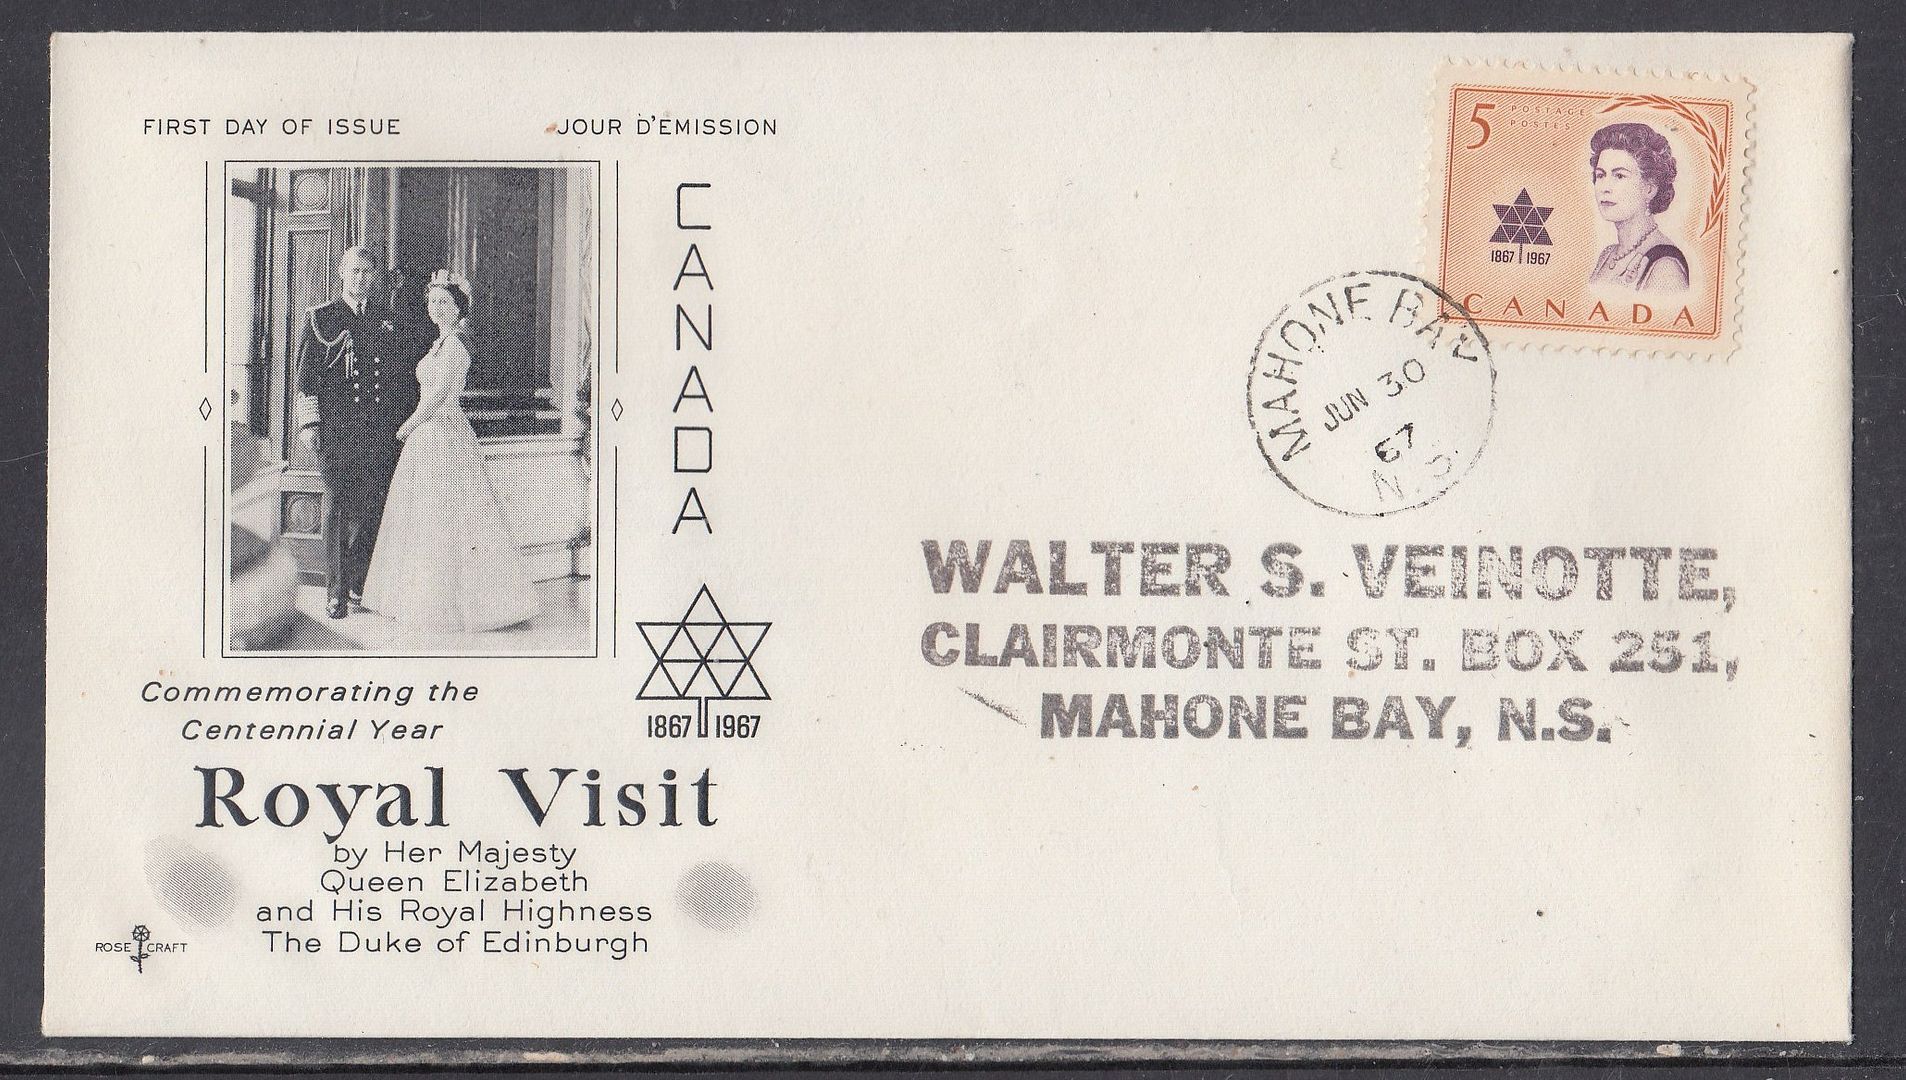 FIRST DAY OF ISSUE
JOUR D'EMISSION
CANADA
1867 1967
Commemorating the
Centennial Year
Royal Visit
by Her Majesty
Queen Elizabeth
and His Royal Highness
The Duke of Edinburgh
ROSE CRAFT
5
POSTAGE
POSTES
1867 1967
CANADA
MAHONE BAY
JUN 30
67
N.S.
WALTER S. VEINOTTE,
CLAIRMONTE ST. BOX 251,
MAHONE BAY, N.S.